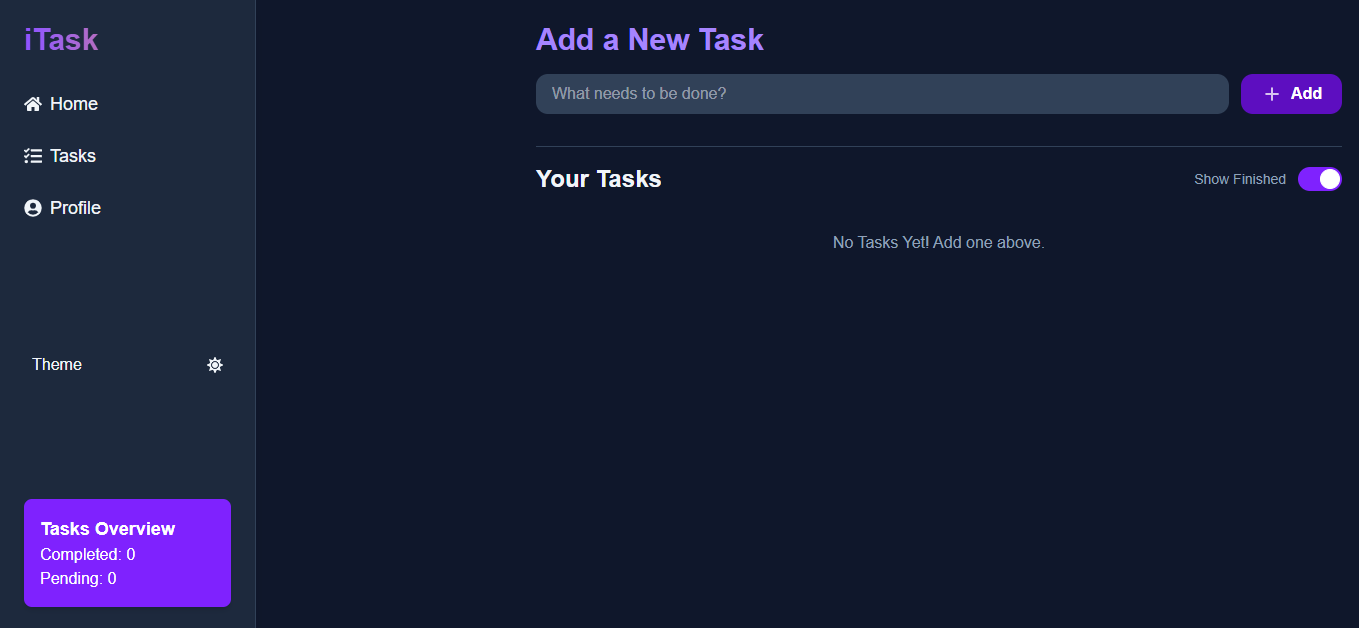 iTask
Home
Tasks
Profile
Theme
Tasks Overview
Completed: 0
Pending: 0
Add a New Task
What needs to be done?
Add
Your Tasks
Show Finished
No Tasks Yet! Add one above.